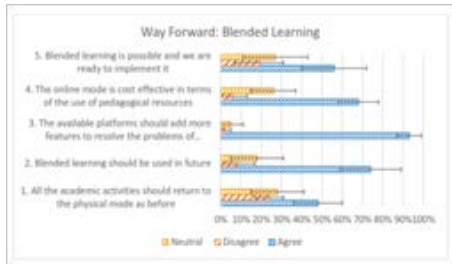 Way Forward: Blended Learning
5. Blended learning is possible and we are
ready to implement it
4. The online mode is cost effective in terms
of the use of pedagogical resources
3. The available platforms should add more
features to resolve the problems of...
2. Blended learning should be used in future
1. All the academic activities should return to
the physical mode as before
0% 10% 20% 30% 40% 50% 60% 70% 80% 90% 100%
Neutral Disagree Agree